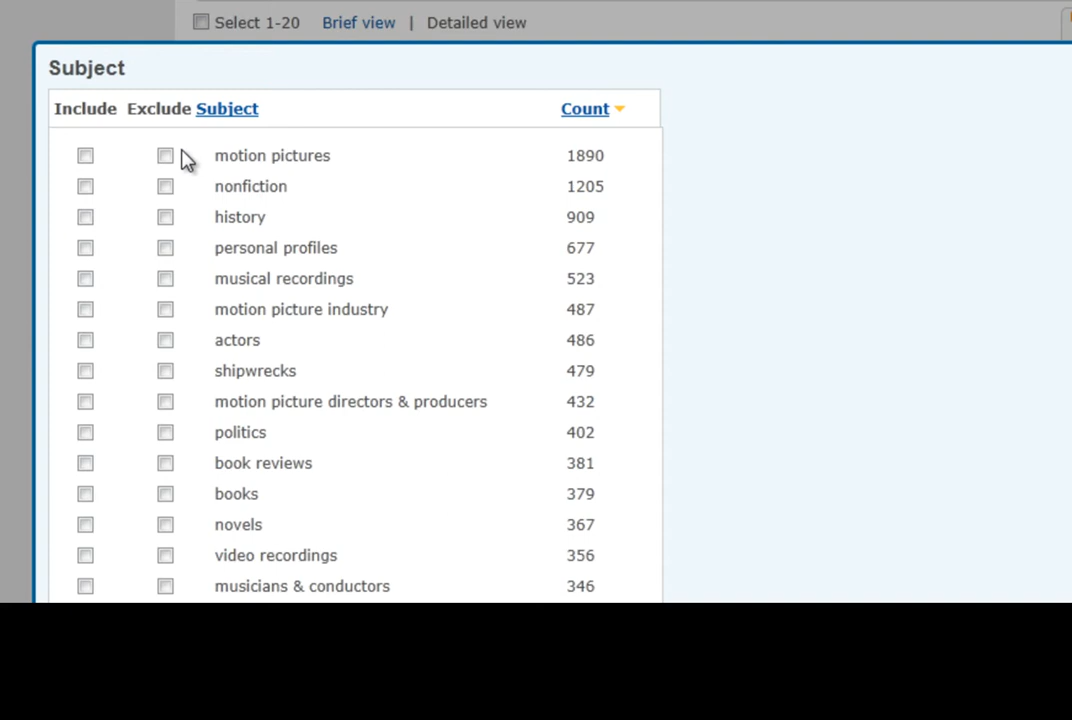 Select 1-20 Brief view | Detailed view
Subject
Include Exclude Subject Count
motion pictures 1890
nonfiction 1205
history 909
personal profiles 677
musical recordings 523
motion picture industry 487
actors 486
shipwrecks 479
motion picture directors & producers 432
politics 402
book reviews 381
books 379
novels 367
video recordings 356
musicians & conductors 346